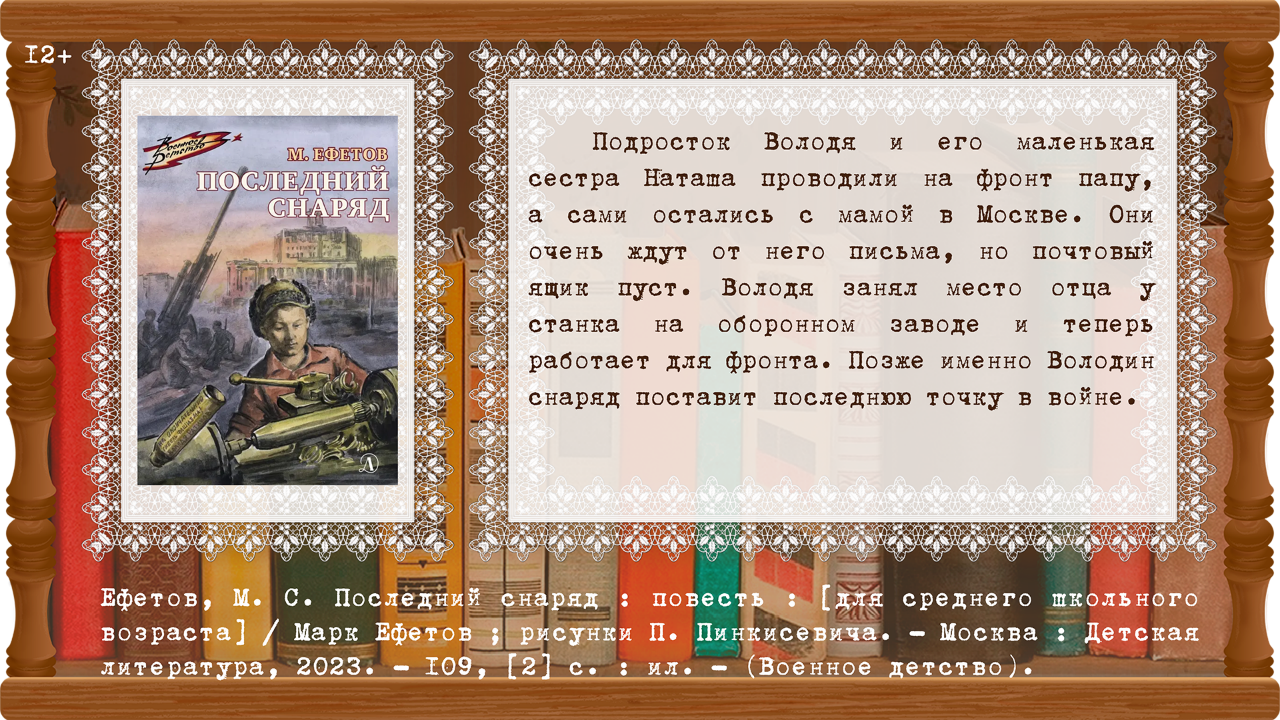 12+
Военное
Детство
М. ЕФЕТОВ
ПОСЛЕДНИЙ
СНАРЯД
Подросток Володя и его маленькая
сестра Наташа проводили на фронт папу,
а сами остались с мамой в Москве. Они
очень ждут от него письма, но почтовый
ящик пуст. Володя занял место отца у
станка на оборонном заводе и теперь
работает для фронта. Позже именно Володин
снаряд поставит последнюю точку в войне.
Ефетов, М. С. Последний снаряд : повесть : [для среднего школьного
возраста] / Марк Ефетов ; рисунки П. Пинкисевича. – Москва : Детская
литература, 2023. – 109, [2] с. : ил. – (Военное детство).